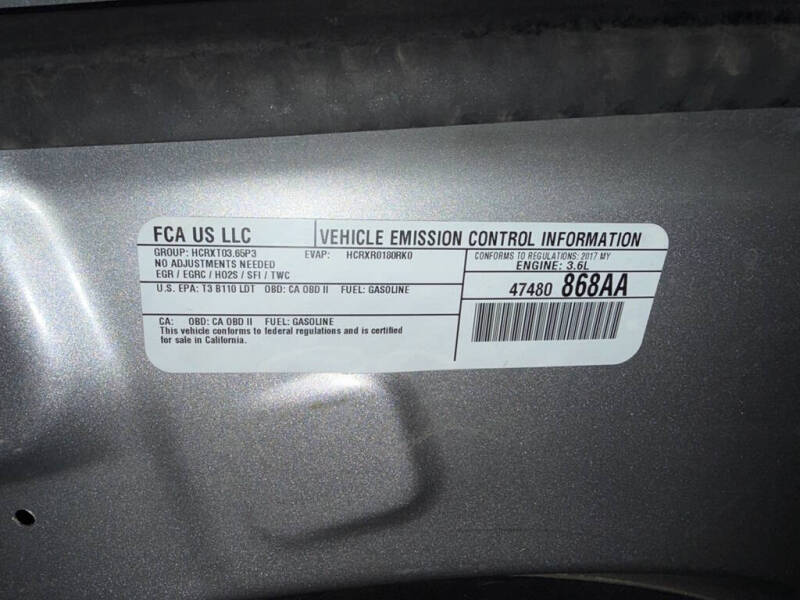 FCA US LLC
VEHICLE EMISSION CONTROL INFORMATION
GROUP: HCRXT03.65P3 EVAP: HCRXR0180RK0
NO ADJUSTMENTS NEEDED
EGR / EGRC / HO2S / SFI / TWC
CONFORMS TO REGULATIONS: 2017 MY
ENGINE: 3.6L
U.S. EPA: T3 B110 LDT OBD: CA OBD II FUEL: GASOLINE
47480 868AA
CA: OBD: CA OBD II FUEL: GASOLINE
This vehicle conforms to federal regulations and is certified
for sale in California.